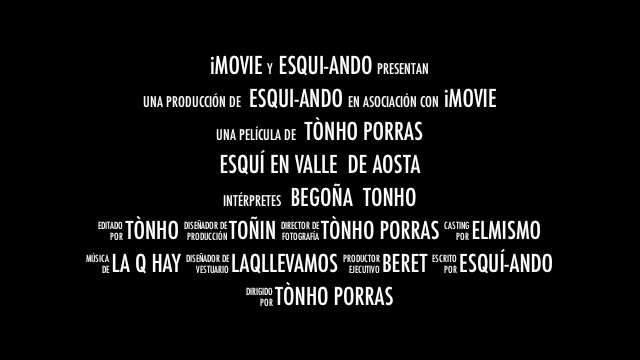 iMOVIE Y ESQUI-ANDO PRESENTAN
UNA PRODUCCIÓN DE ESQUI-ANDO EN ASOCIACIÓN CON iMOVIE
UNA PELÍCULA DE TÒNHO PORRAS
ESQUÍ EN VALLE DE AOSTA
INTÉRPRETES BEGOÑA TONHO
EDITADO POR TÒNHO DISEÑADOR DE PRODUCCIÓN TOÑIN DIRECTOR DE FOTOGRAFÍA TÒNHO PORRAS CASTING POR ELMISMO
MÚSICA DE LA Q HAY DISEÑADOR DE VESTUARIO LAQLLEVAMOS PRODUCTOR EJECUTIVO BERET ESCRITO POR ESQUÍ-ANDO
DIRIGIDO POR TÒNHO PORRAS